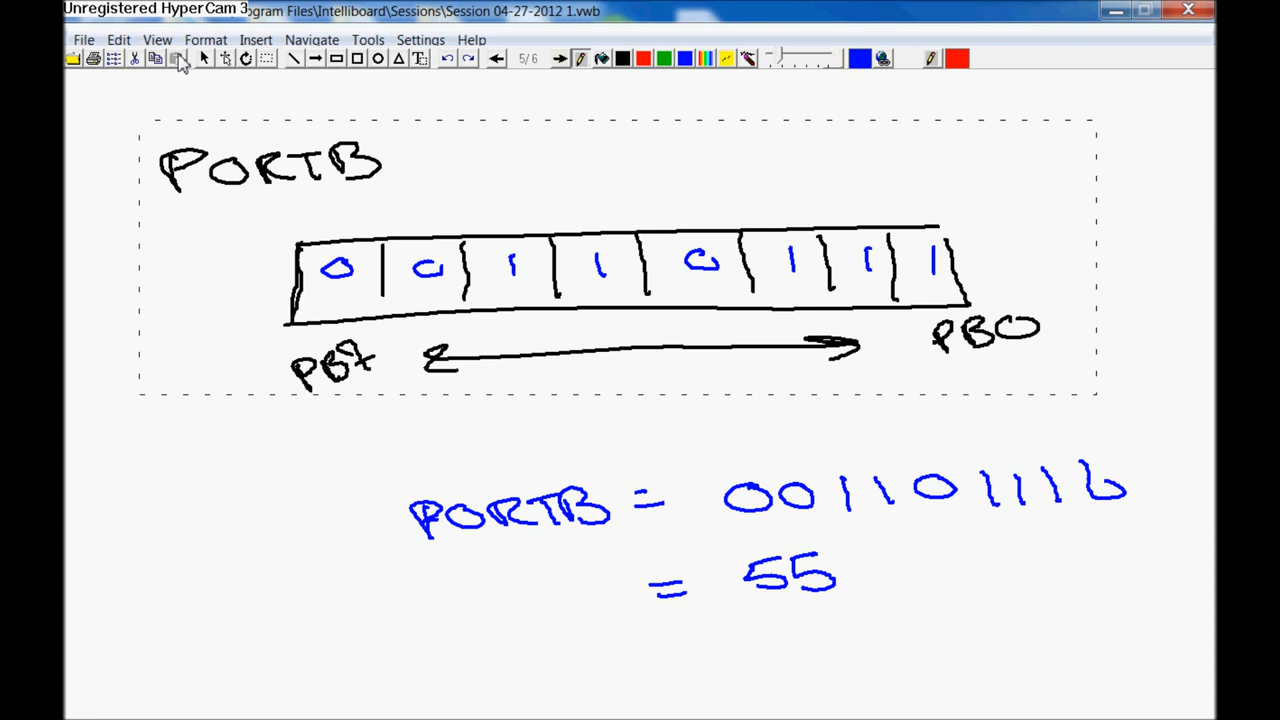 Unregistered HyperCam 3
ogram Files\Intelliboard\Sessions\Session 04-27-2012 1.vwb
File Edit View Format Insert Navigate Tools Settings Help
5/6
PORTB
0 0 1 1 0 1 1 1
PB7 PB0
PORTB = 00110111b
= 55